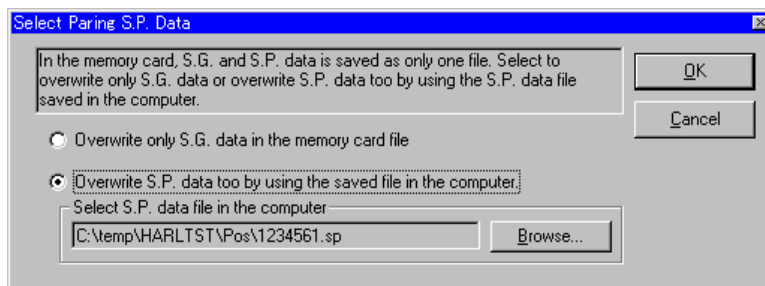 Select Paring S.P. Data
In the memory card, S.G. and S.P. data is saved as only one file. Select to
overwrite only S.G. data or overwrite S.P. data too by using the S.P. data file
saved in the computer.
OK
Cancel
Overwrite only S.G. data in the memory card file
Overwrite S.P. data too by using the saved file in the computer.
Select S.P. data file in the computer
C:\temp\HARLTST\Pos\1234561.sp
Browse...